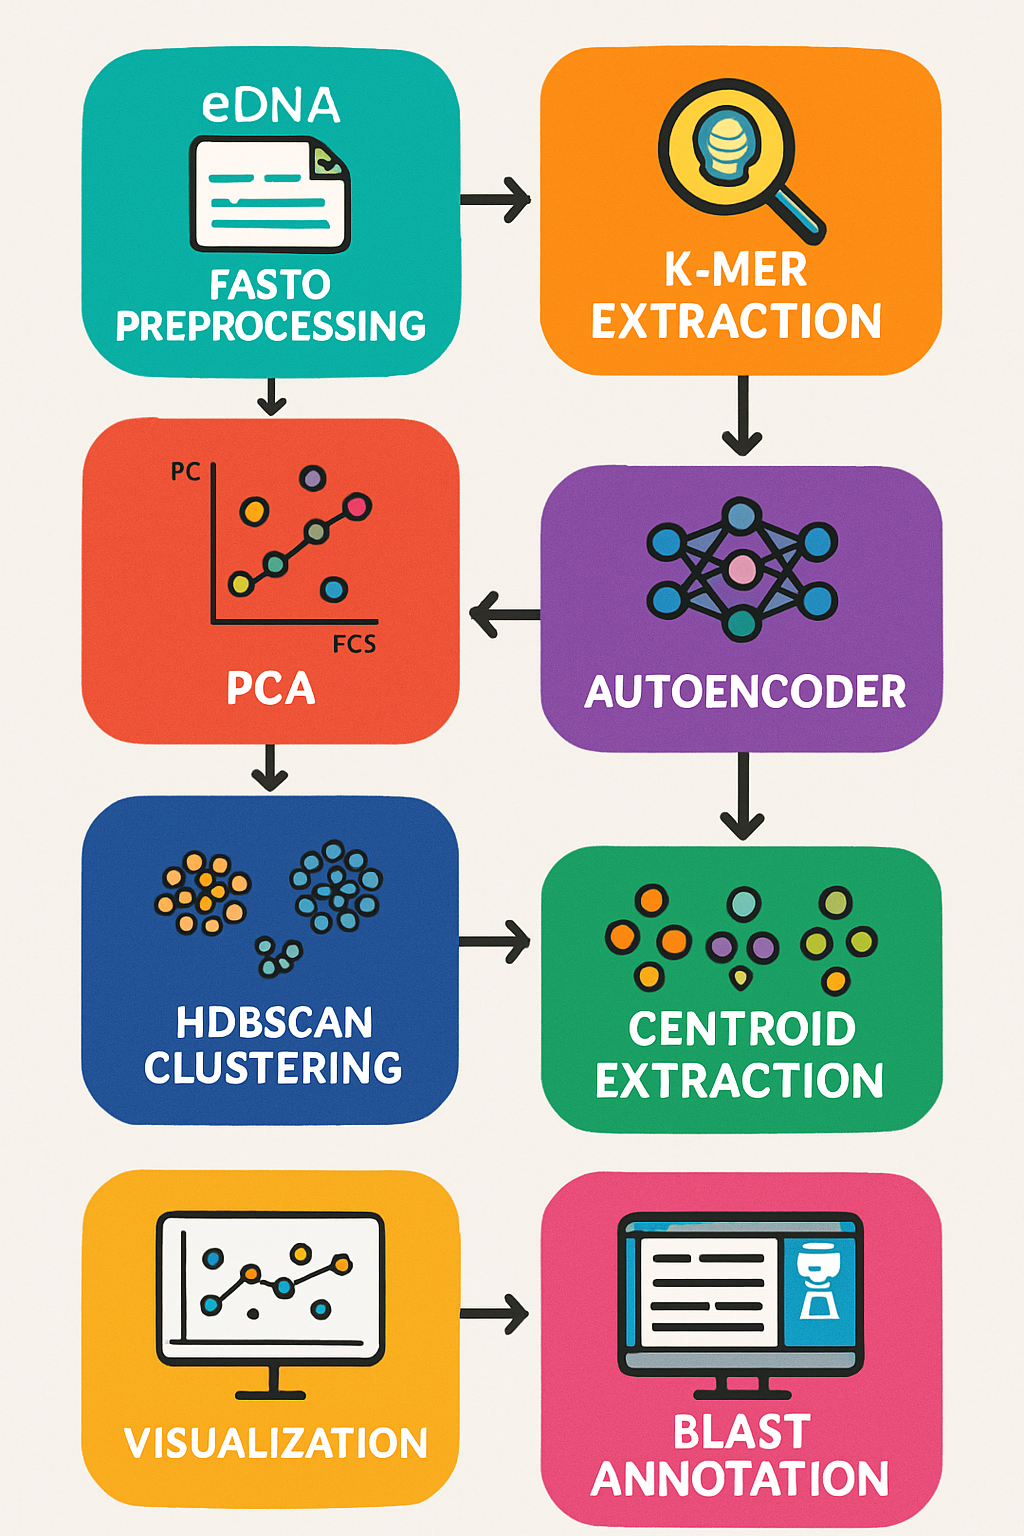 eDNA
FASTO
PREPROCESSING
K-MER
EXTRACTION
PC
FCS
PCA
AUTOENCODER
HDBSCAN
CLUSTERING
CENTROID
EXTRACTION
VISUALIZATION
BLAST
ANNOTATION